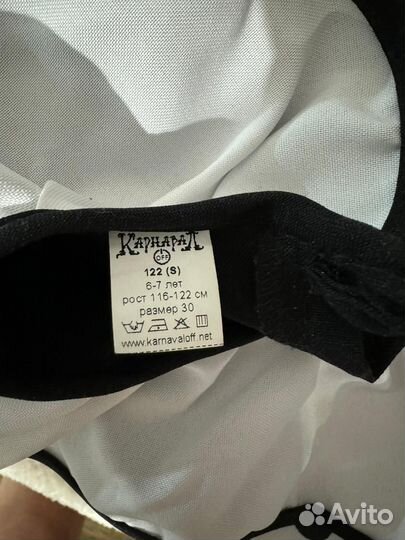 КАРНАВАЛ
OFF
122 (S)
6-7 лет
рост 116-122 см
размер 30
www.karnavaloff.net
Avito